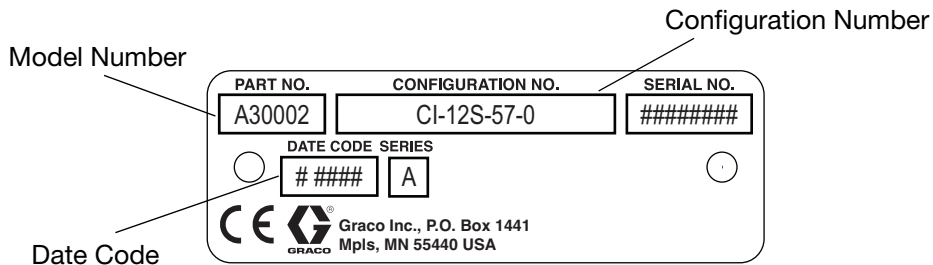 Configuration Number
Model Number
PART NO. CONFIGURATION NO. SERIAL NO.
A30002 CI-12S-57-0 ########
DATE CODE SERIES
# #### A
CE GRACO ® Graco Inc., P.O. Box 1441
Mpls, MN 55440 USA
Date Code